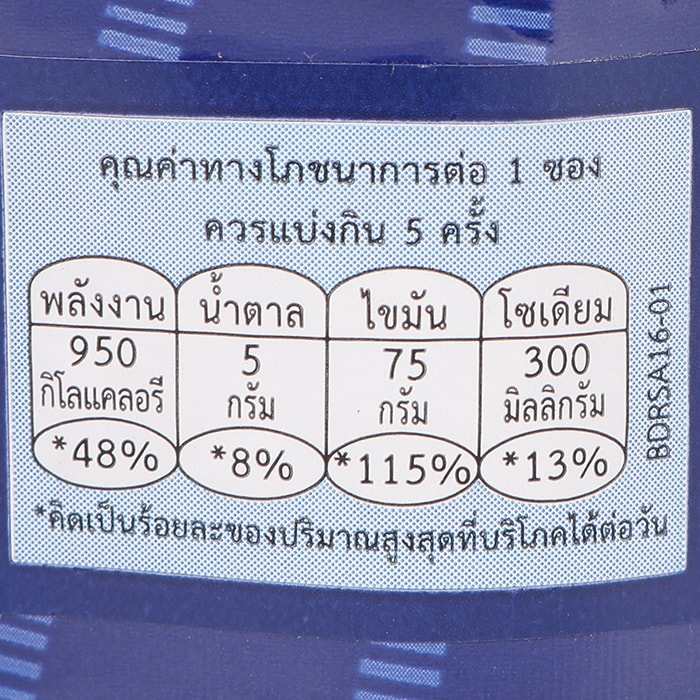 คุณค่าทางโภชนาการต่อ 1 ซอง
ควรแบ่งกิน 5 ครั้ง
พลังงาน น้ำตาล ไขมัน โซเดียม
950 5 75 300
กิโลแคลอรี กรัม กรัม มิลลิกรัม
*48% *8% *115% *13%
*คิดเป็นร้อยละของปริมาณสูงสุดที่บริโภคได้ต่อวัน
BDRSA16-01